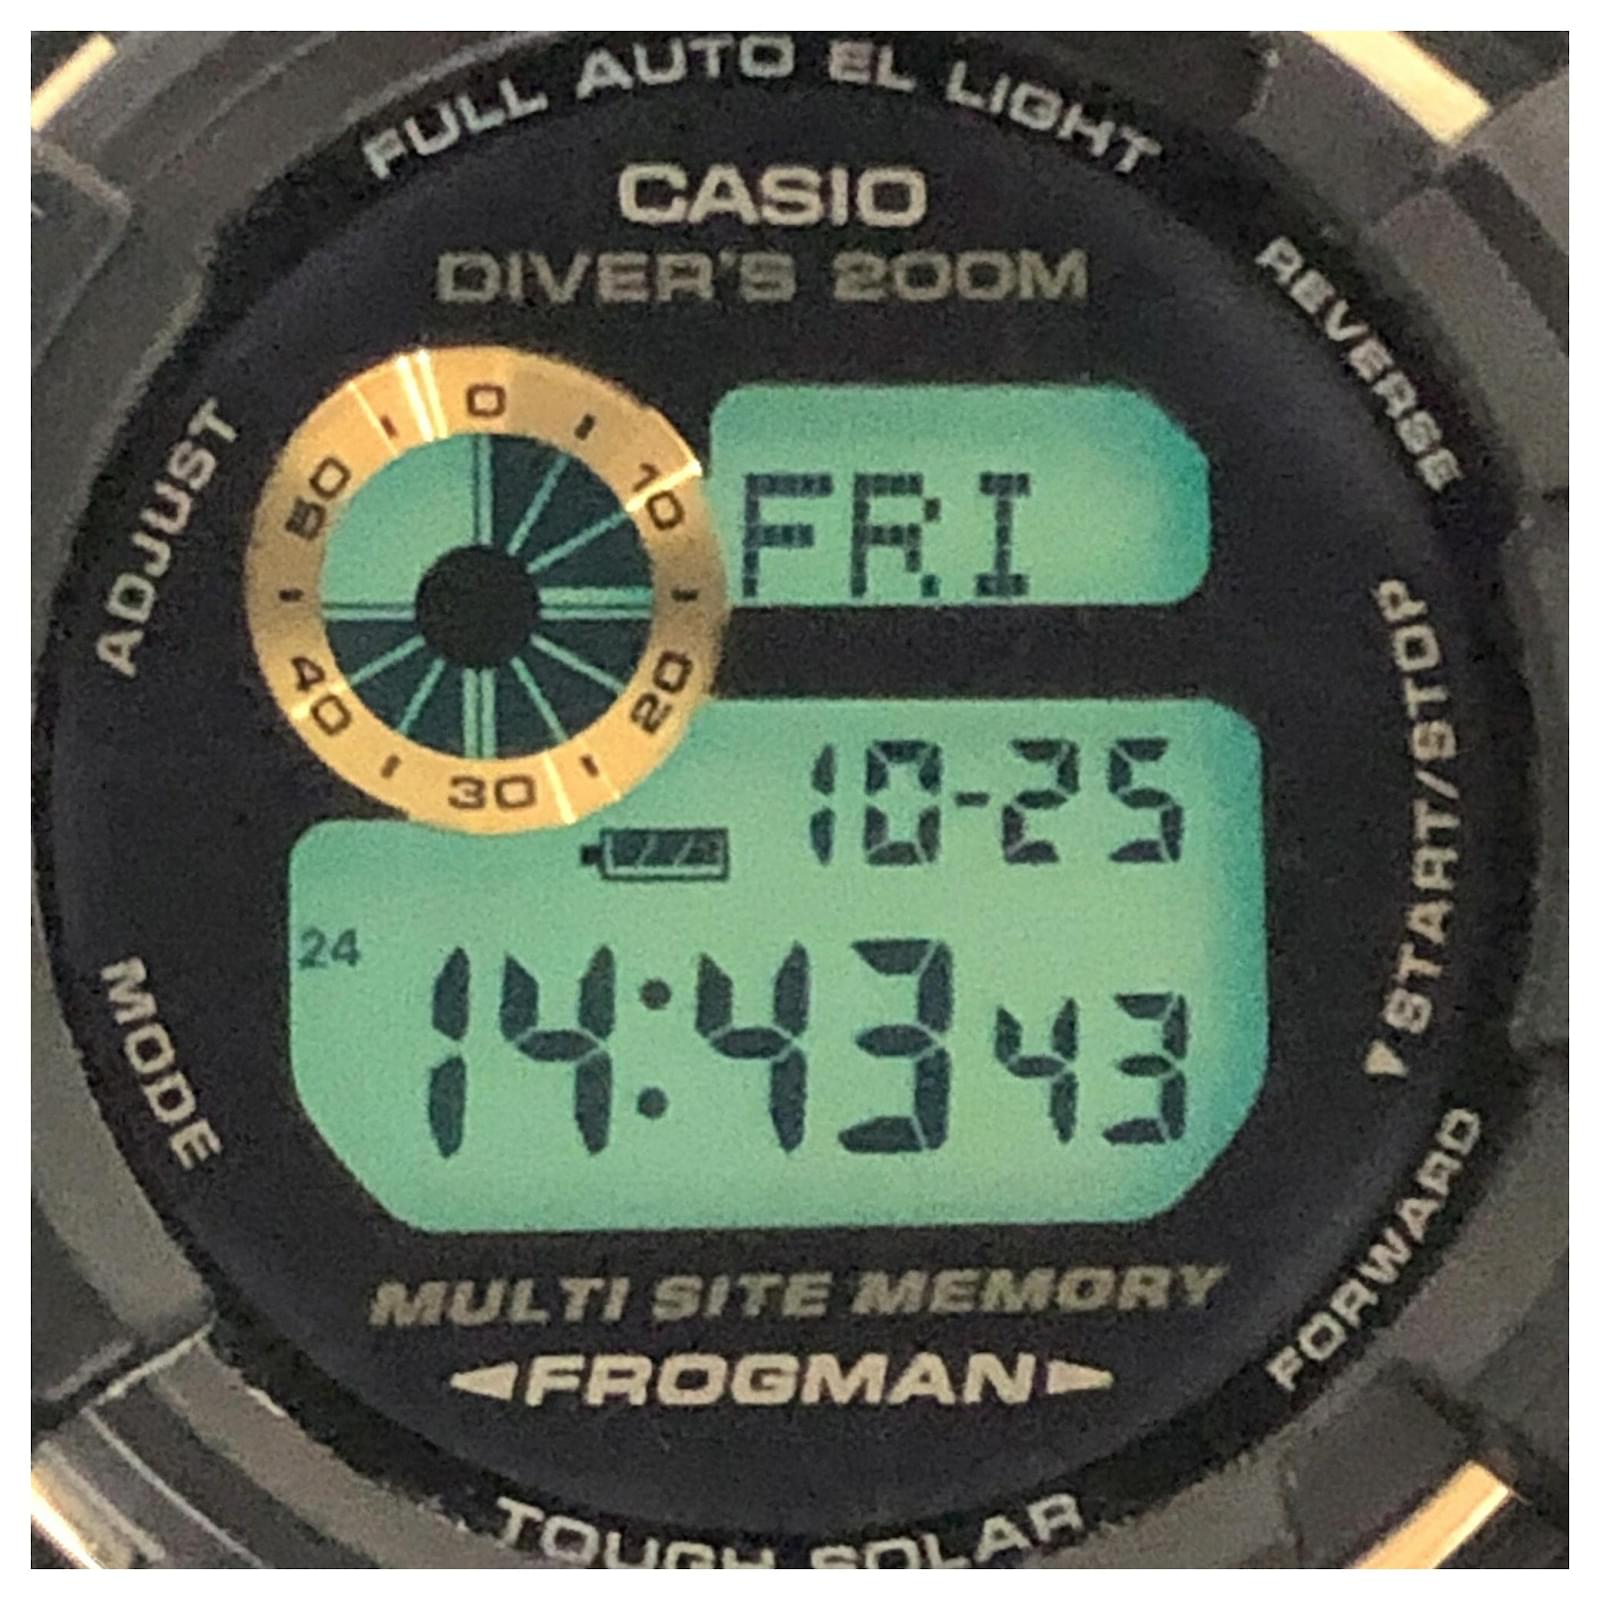 FULL AUTO EL LIGHT
CASIO
DIVER'S 200M
REVERSE
ADJUST
0
10
20
30
40
50
FRI
10-25
24
14:43 43
START/STOP
MODE
FORWARD
MULTI SITE MEMORY
FROGMAN
TOUGH SOLAR